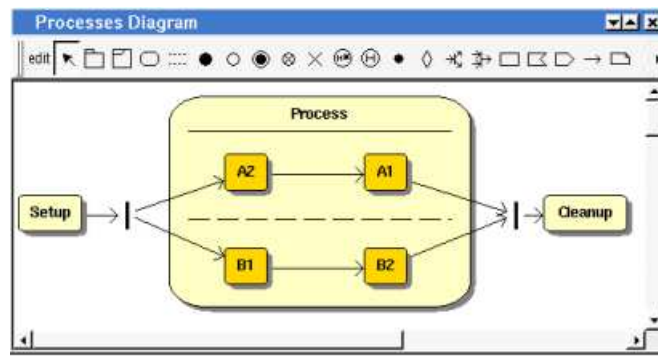 Processes Diagram
edit
Process
A2 A1
Setup Cleanup
B1 B2